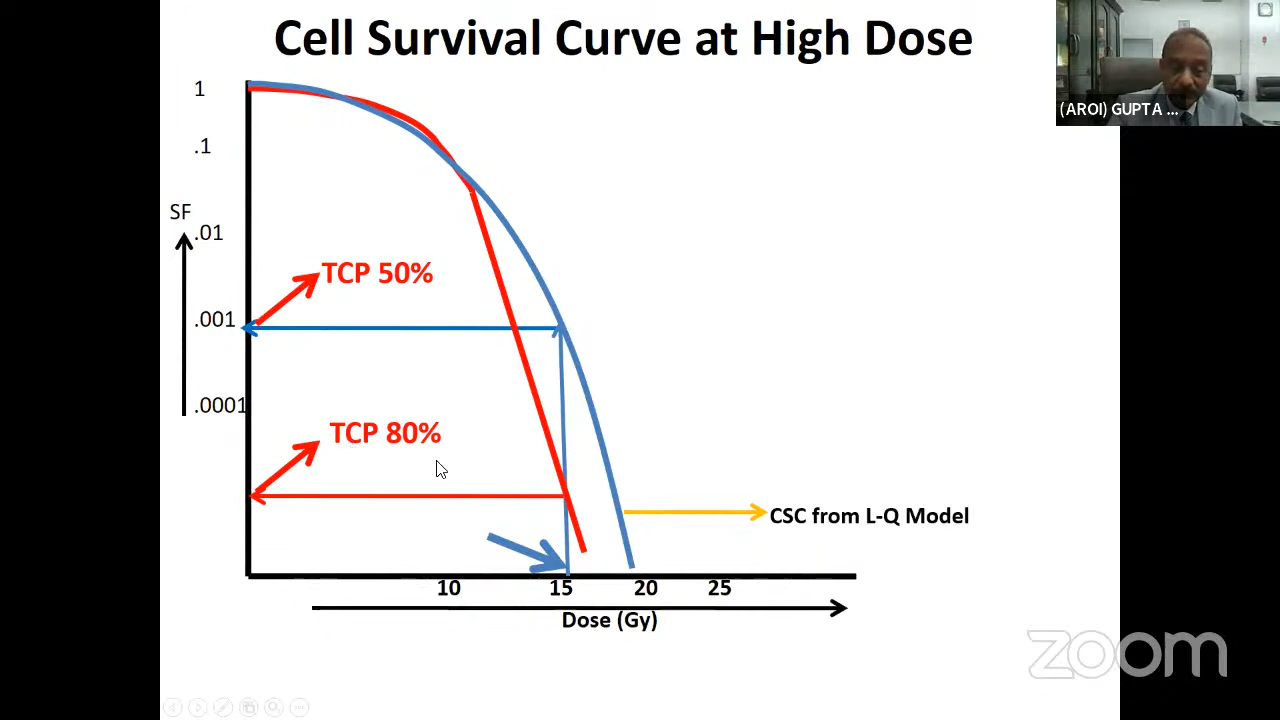 Cell Survival Curve at High Dose
(AROI) GUPTA ...
1
.1
SF
.01
TCP 50%
.001
.0001
TCP 80%
CSC from L-Q Model
10 15 20 25
Dose (Gy)
zoom